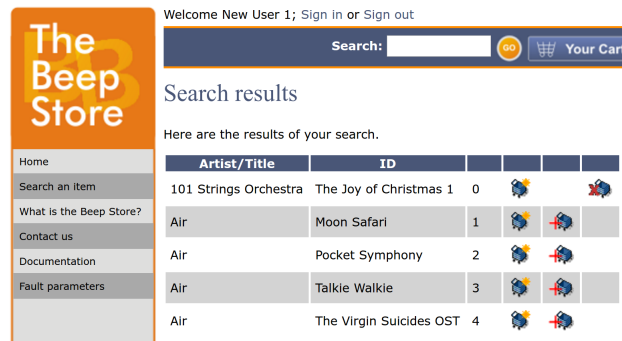 The
Beep
Store
Welcome New User 1; Sign in or Sign out
Search: GO Your Cart
Home
Search an item
What is the Beep Store?
Contact us
Documentation
Fault parameters
Search results
Here are the results of your search.
Artist/Title ID
101 Strings Orchestra The Joy of Christmas 1 0
Air Moon Safari 1
Air Pocket Symphony 2
Air Talkie Walkie 3
Air The Virgin Suicides OST 4